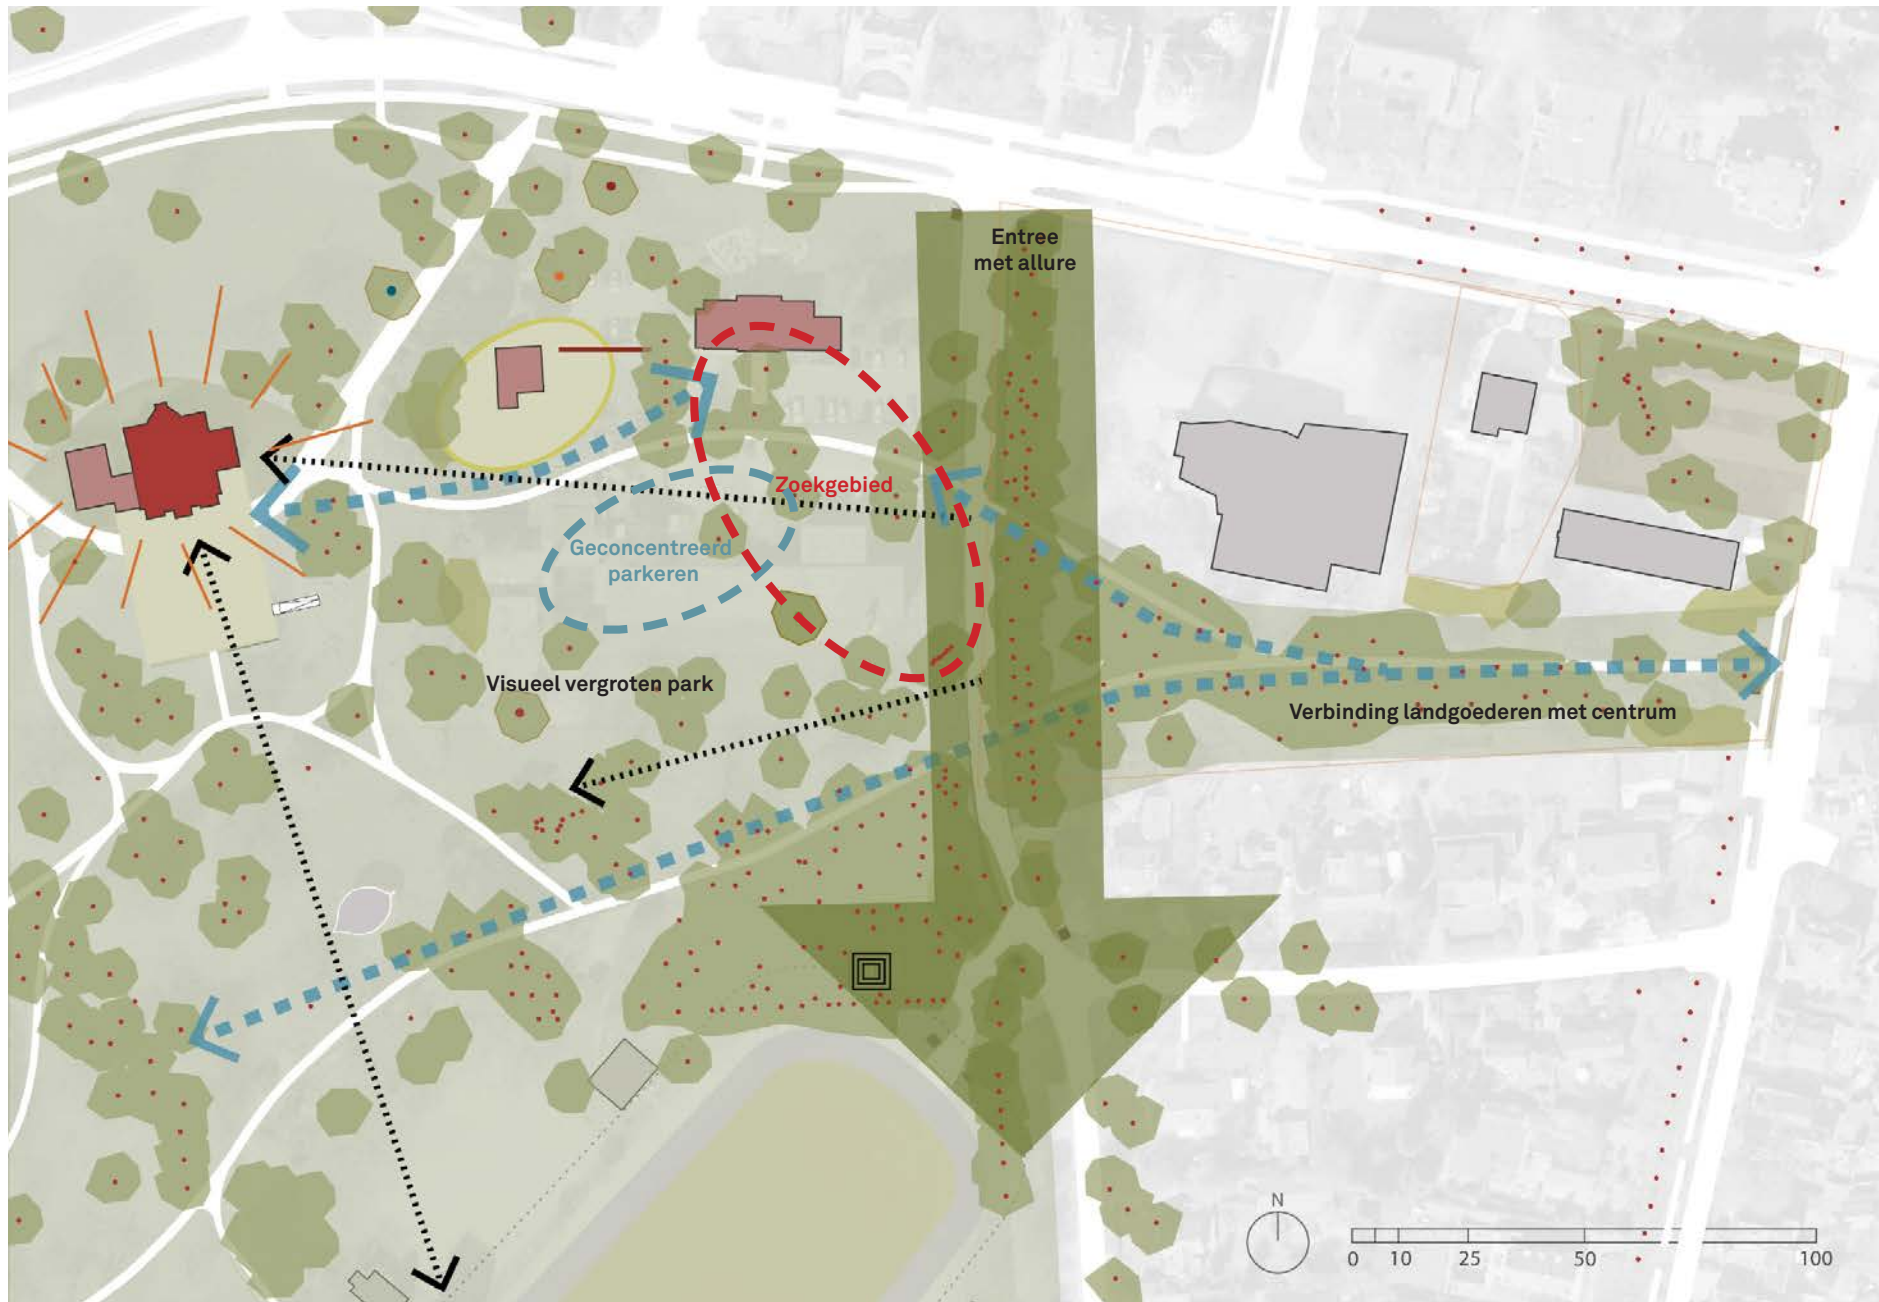 Entree
met allure
Zoekgebied
Geconcentreerd
parkeren
Visueel vergroten park
Verbinding landgoederen met centrum
N
0 10 25 50 100